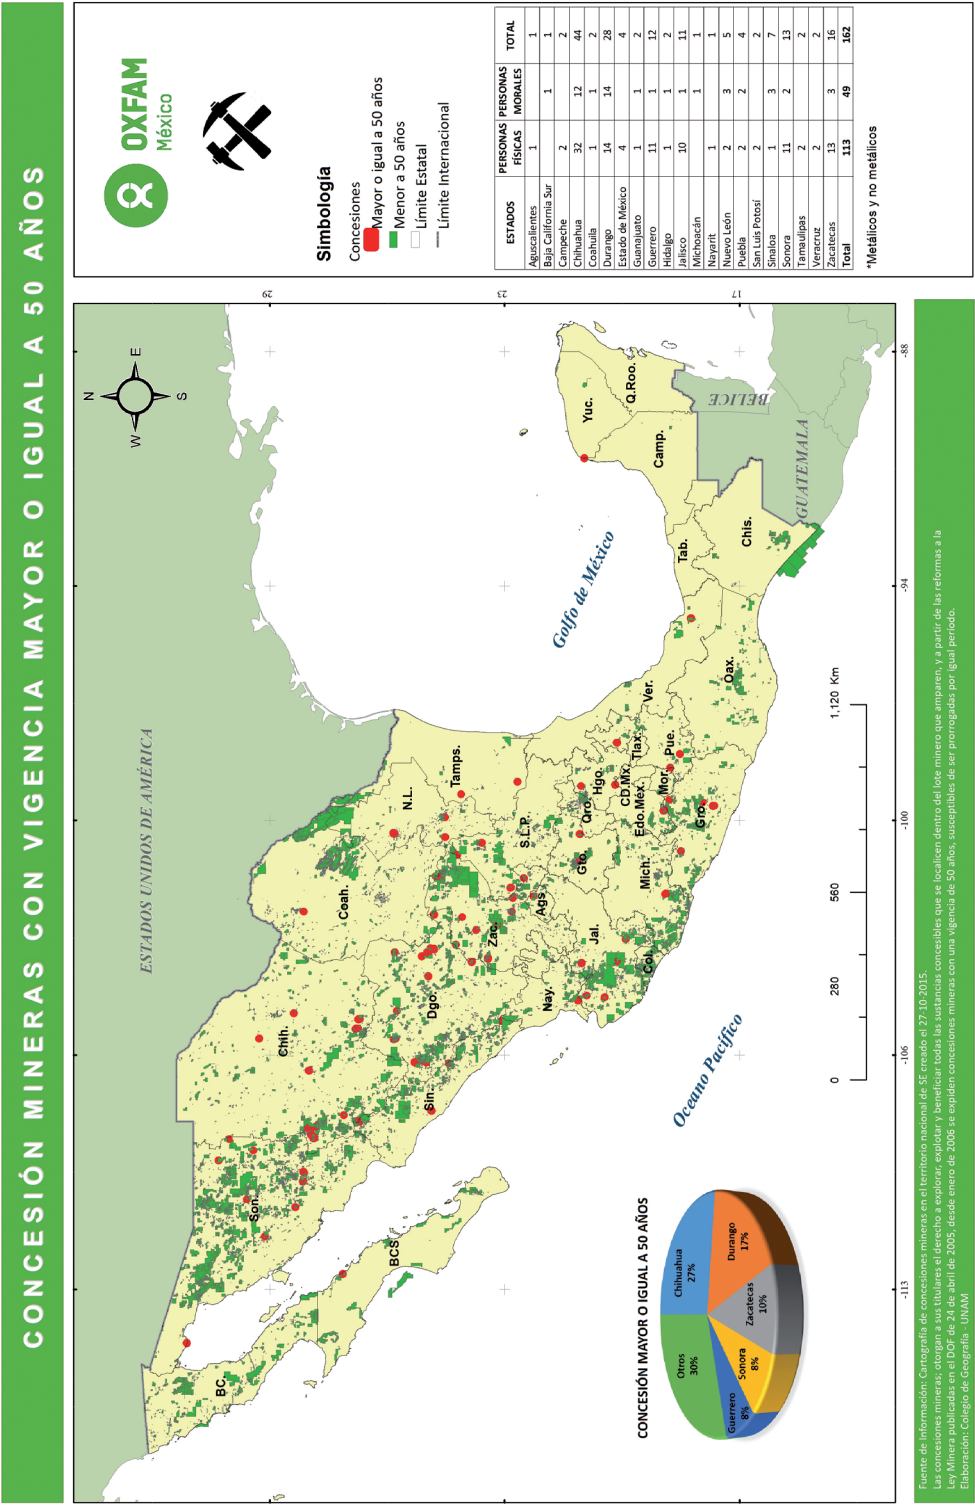 CONCESIÓN MINERAS CON VIGENCIA MAYOR O IGUAL A 50 AÑOS
OXFAM
México
Simbología
Concesiones
Mayor o igual a 50 años
Menor a 50 años
Límite Estatal
Límite Internacional
ESTADOS PERSONAS FÍSICAS PERSONAS MORALES TOTAL
Aguascalientes 1 1
Baja California Sur 1 1
Campeche 2 2
Chihuahua 32 12 44
Coahuila 1 1 2
Durango 14 14 28
Estado de México 4 4
Guanajuato 1 1 2
Guerrero 11 1 12
Hidalgo 1 1 2
Jalisco 10 1 11
Michoacán 1 1
Nayarit 1 1
Nuevo León 2 3 5
Puebla 2 2 4
San Luis Potosí 2 2
Sinaloa 1 3 7
Sonora 11 2 13
Tamaulipas 2 2
Veracruz 2 2
Zacatecas 13 3 16
Total 113 49 162
*Metálicos y no metálicos
N
W E
S
29
23
17
ESTADOS UNIDOS DE AMÉRICA
Golfo de México
Oceano Pacífico
BELICE
GUATEMALA
BC.
BCS
Son.
Chih.
Coah.
N.L.
Tamps.
Sin.
Dgo.
Zac.
S.L.P.
Nay.
Ags.
Jal.
Gto.
Qro.
Hgo.
Col.
Mich.
Edo.Méx.
CD.Mx.
Tlax.
Mor.
Pue.
Ver.
Gro.
Oax.
Tab.
Chis.
Camp.
Yuc.
Q.Roo.
0 280 560 1,120 Km
-113 -106 -100 -94 -88
CONCESIÓN MAYOR O IGUAL A 50 AÑOS
Chihuahua
27%
Durango
17%
Zacatecas
10%
Sonora
8%
Guerrero
8%
Otros
30%
Fuente de Información: Cartografía de concesiones mineras en el territorio nacional de SE creado el 27-10-2015.
Las concesiones mineras; otorgan a sus titulares el derecho a explorar, explotar y beneficiar todas las sustancias concesibles que se localicen dentro del lote minero que amparen, y a partir de las reformas a la
Ley Minera publicadas en el DOF de 24 de abril de 2005, desde enero de 2006 se expiden concesiones mineras con una vigencia de 50 años, susceptibles de ser prorrogadas por igual período.
Elaboración: Colegio de Geografía - UNAM